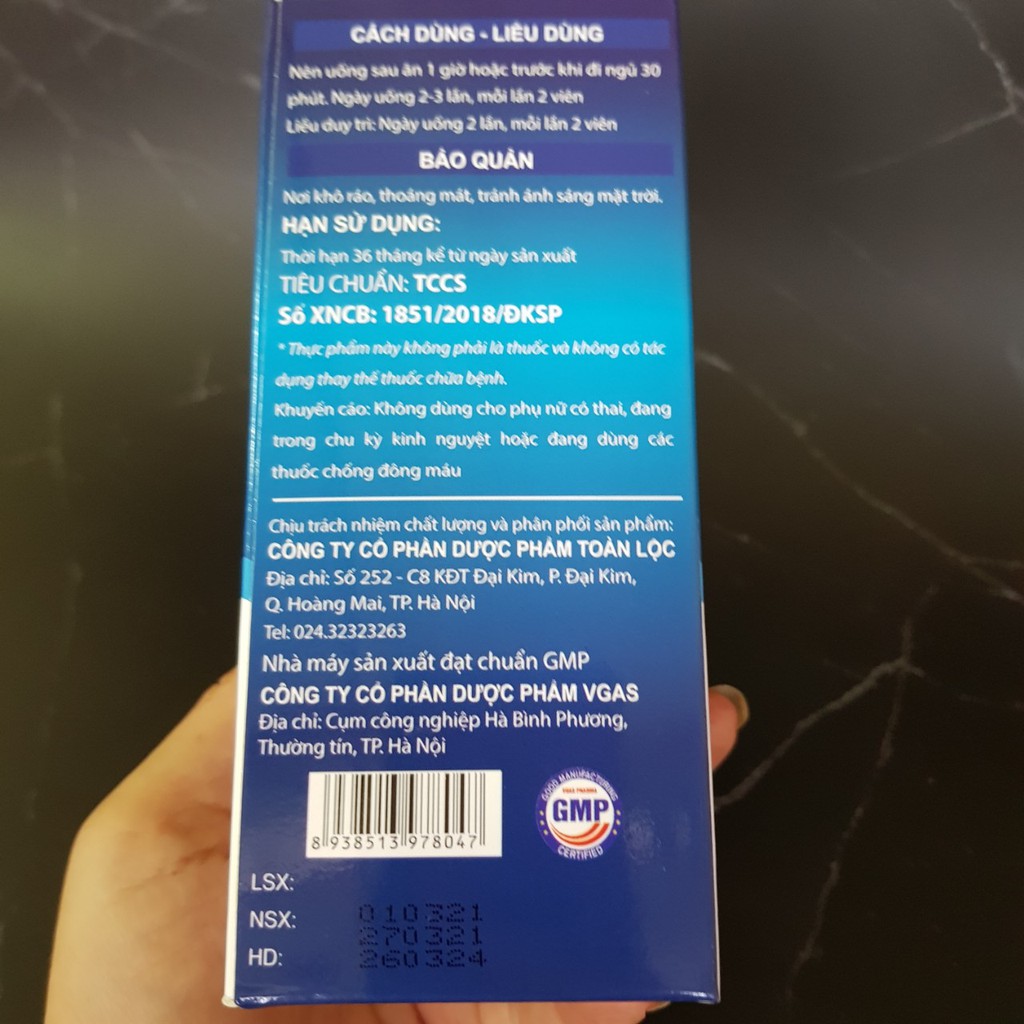 CÁCH DÙNG - LIỀU DÙNG
Nên uống sau ăn 1 giờ hoặc trước khi đi ngủ 30
phút. Ngày uống 2-3 lần, mỗi lần 2 viên
Liều duy trì: Ngày uống 2 lần, mỗi lần 2 viên
BẢO QUẢN
Nơi khô ráo, thoáng mát, tránh ánh sáng mặt trời.
HẠN SỬ DỤNG:
Thời hạn 36 tháng kể từ ngày sản xuất
TIÊU CHUẨN: TCCS
Số XNCB: 1851/2018/ĐKSP
* Thực phẩm này không phải là thuốc và không có tác
dụng thay thế thuốc chữa bệnh.
Khuyến cáo: Không dùng cho phụ nữ có thai, đang
trong chu kỳ kinh nguyệt hoặc đang dùng các
thuốc chống đông máu
Chịu trách nhiệm chất lượng và phân phối sản phẩm:
CÔNG TY CỔ PHẦN DƯỢC PHẨM TOÀN LỘC
Địa chỉ: Số 252 - C8 KĐT Đại Kim, P. Đại Kim,
Q. Hoàng Mai, TP. Hà Nội
Tel: 024.32323263
Nhà máy sản xuất đạt chuẩn GMP
CÔNG TY CỔ PHẦN DƯỢC PHẨM VGAS
Địa chỉ: Cụm công nghiệp Hà Bình Phương,
Thường tín, TP. Hà Nội
8 938513 978047
GOOD MANUFACTURING
VGAS PHARMA
GMP
CERTIFIED
LSX: 010321
NSX: 270321
HD: 260324